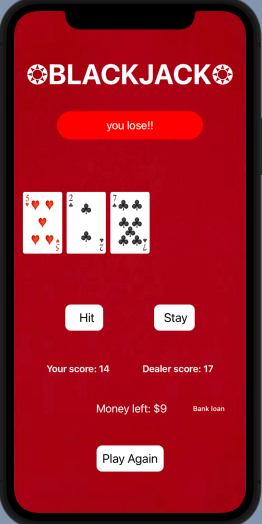 BLACKJACK
you lose!!
5 2 7
5 2 7
Hit Stay
Your score: 14 Dealer score: 17
Money left: $9 Bank loan
Play Again